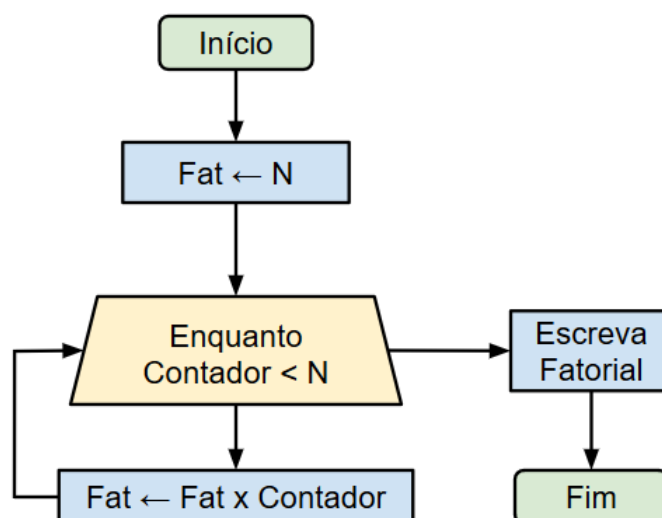 Início
Fat ← N
Enquanto
Contador < N
Escreva
Fatorial
Fat ← Fat x Contador
Fim